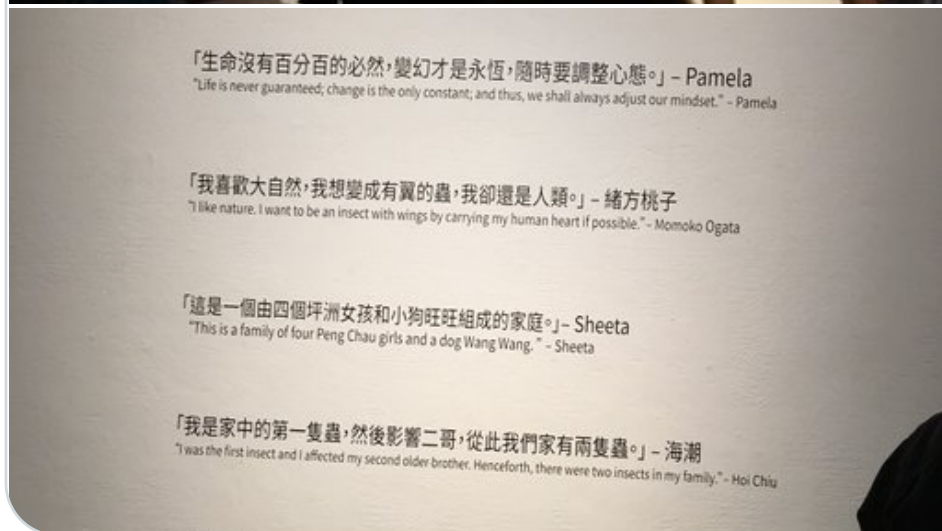 「生命沒有百分百的必然，變幻才是永恆，隨時要調整心態。」– Pamela
"Life is never guaranteed; change is the only constant; and thus, we shall always adjust our mindset." – Pamela
「我喜歡大自然，我想變成有翼的蟲，我卻還是人類。」– 緒方桃子
"I like nature. I want to be an insect with wings by carrying my human heart if possible." – Momoko Ogata
「這是一個由四個坪洲女孩和小狗旺旺組成的家庭。」– Sheeta
"This is a family of four Peng Chau girls and a dog Wang Wang. " – Sheeta
「我是家中的第一隻蟲，然後影響二哥，從此我們家有兩隻蟲。」– 海潮
"I was the first insect and I affected my second older brother. Henceforth, there were two insects in my family." – Hoi Chiu